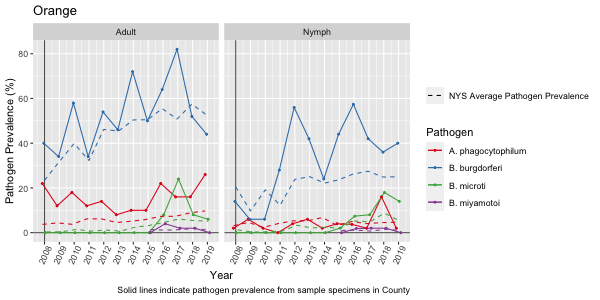 Orange
Adult Nymph
Pathogen Prevalence (%)
80
60
40
20
0
2008 2009 2010 2011 2012 2013 2014 2015 2016 2017 2018 2019 2008 2009 2010 2011 2012 2013 2014 2015 2016 2017 2018 2019
Year
Solid lines indicate pathogen prevalence from sample specimens in County
NYS Average Pathogen Prevalence
Pathogen
A. phagocytophilum
B. burgdorferi
B. microti
B. miyamotoi